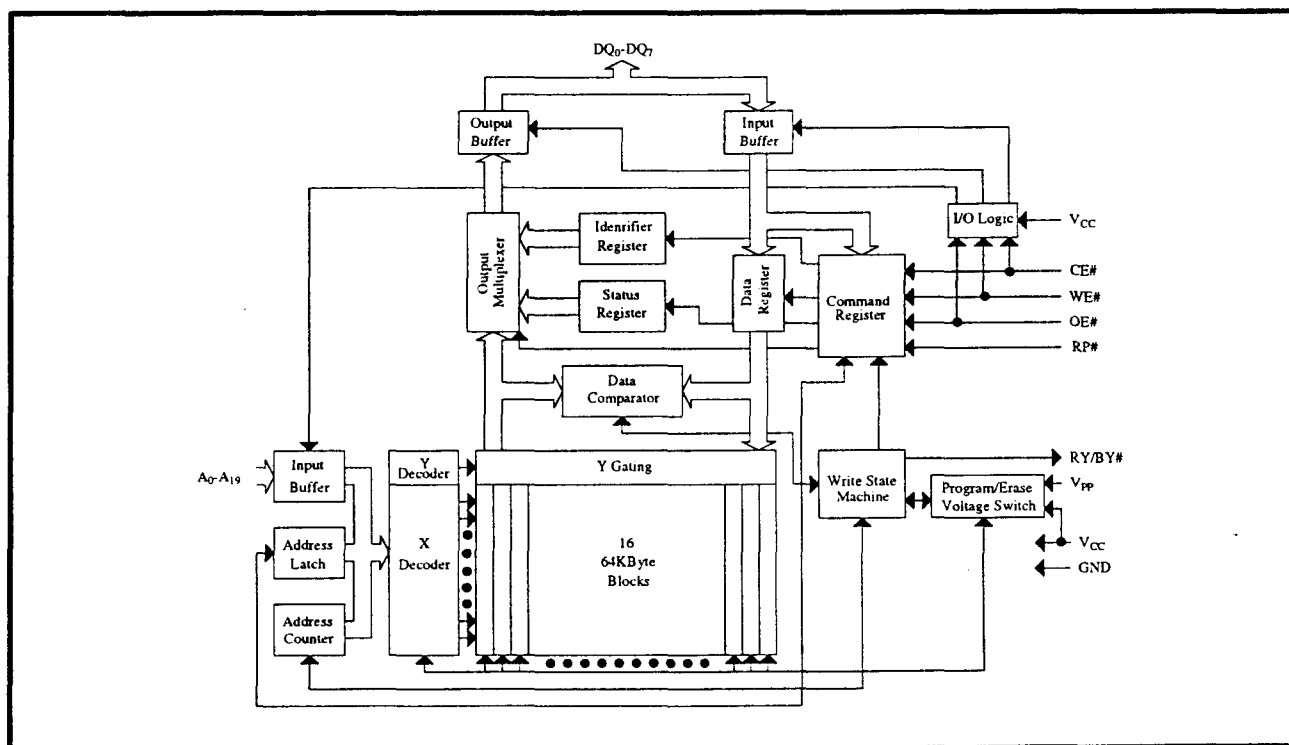 DQ0-DQ7
Output
Buffer
Input
Buffer
I/O Logic
VCC
Output
Multiplexer
Idenrifier
Register
Status
Register
Data
Register
Command
Register
CE#
WE#
OE#
RP#
Data
Comparator
A0-A19
Input
Buffer
Y
Decoder
Y Gating
Write State
Machine
RY/BY#
Program/Erase
Voltage Switch
VPP
VCC
GND
Address
Latch
X
Decoder
16
64KByte
Blocks
Address
Counter